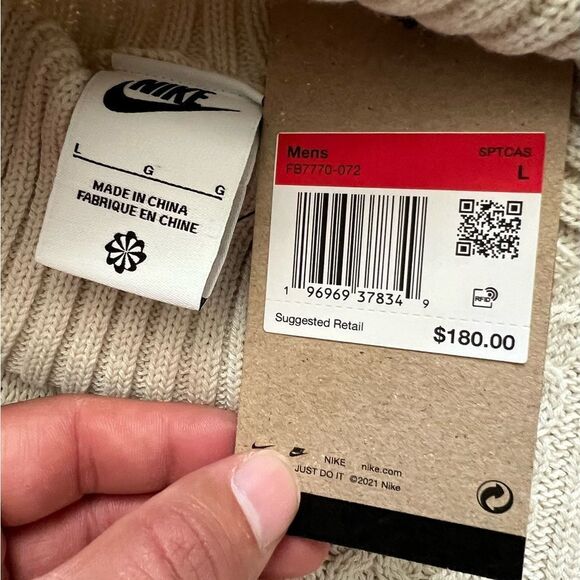 NIKE
L
G
G
MADE IN CHINA
FABRIQUE EN CHINE
Mens SPT.CAS
FB7770-072 L
1 96969 37834 9
RFID
Suggested Retail $180.00
NIKE nike.com
JUST DO IT ©2021 Nike